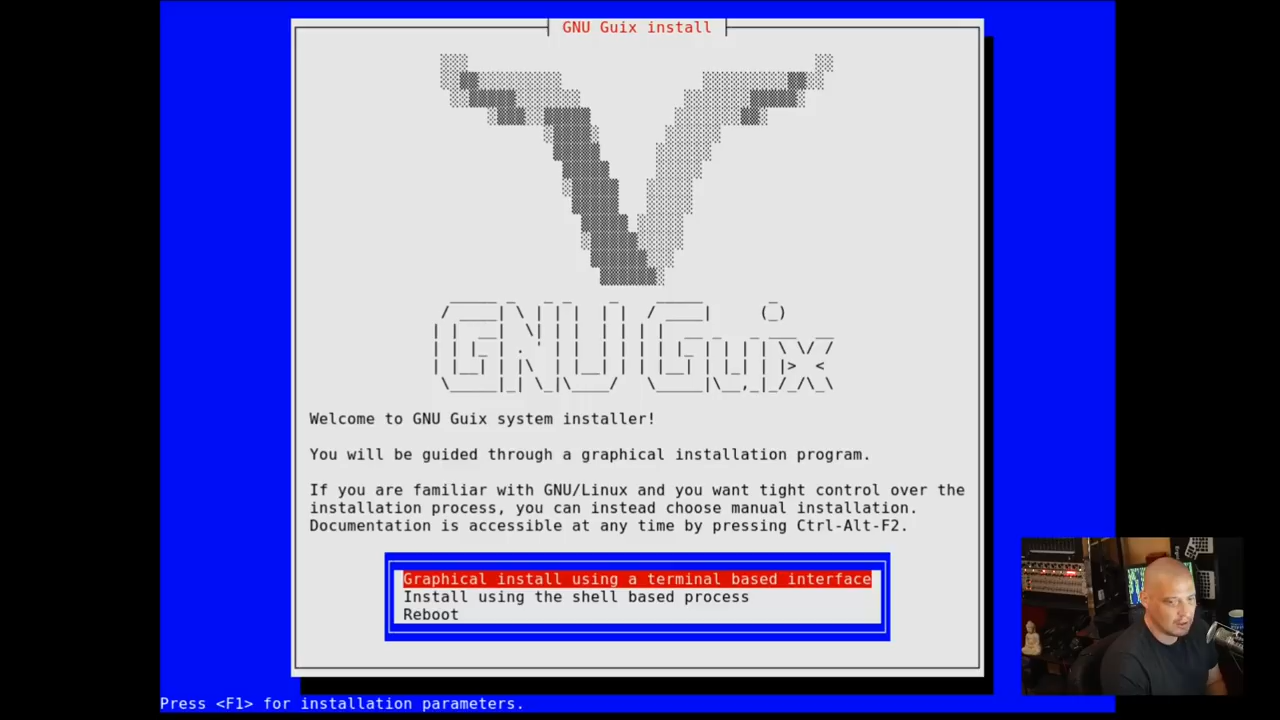 GNU Guix install
GNU Guix
Welcome to GNU Guix system installer!
You will be guided through a graphical installation program.
If you are familiar with GNU/Linux and you want tight control over the
installation process, you can instead choose manual installation.
Documentation is accessible at any time by pressing Ctrl-Alt-F2.
Graphical install using a terminal based interface
Install using the shell based process
Reboot
Press <F1> for installation parameters.